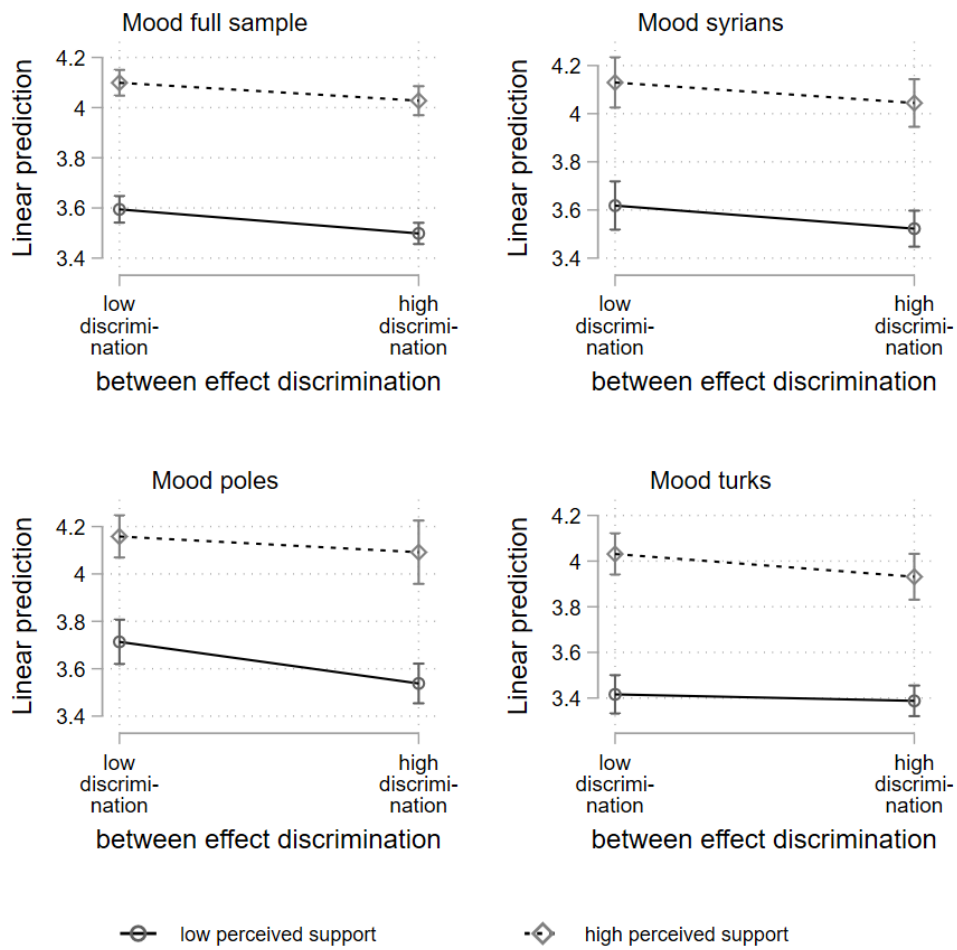 Mood full sample
Linear prediction
4.2
4
3.8
3.6
3.4
low
discrimi-
nation
high
discrimi-
nation
between effect discrimination
Mood syrians
Linear prediction
4.2
4
3.8
3.6
3.4
low
discrimi-
nation
high
discrimi-
nation
between effect discrimination
Mood poles
Linear prediction
4.2
4
3.8
3.6
3.4
low
discrimi-
nation
high
discrimi-
nation
between effect discrimination
Mood turks
Linear prediction
4.2
4
3.8
3.6
3.4
low
discrimi-
nation
high
discrimi-
nation
between effect discrimination
low perceived support
high perceived support